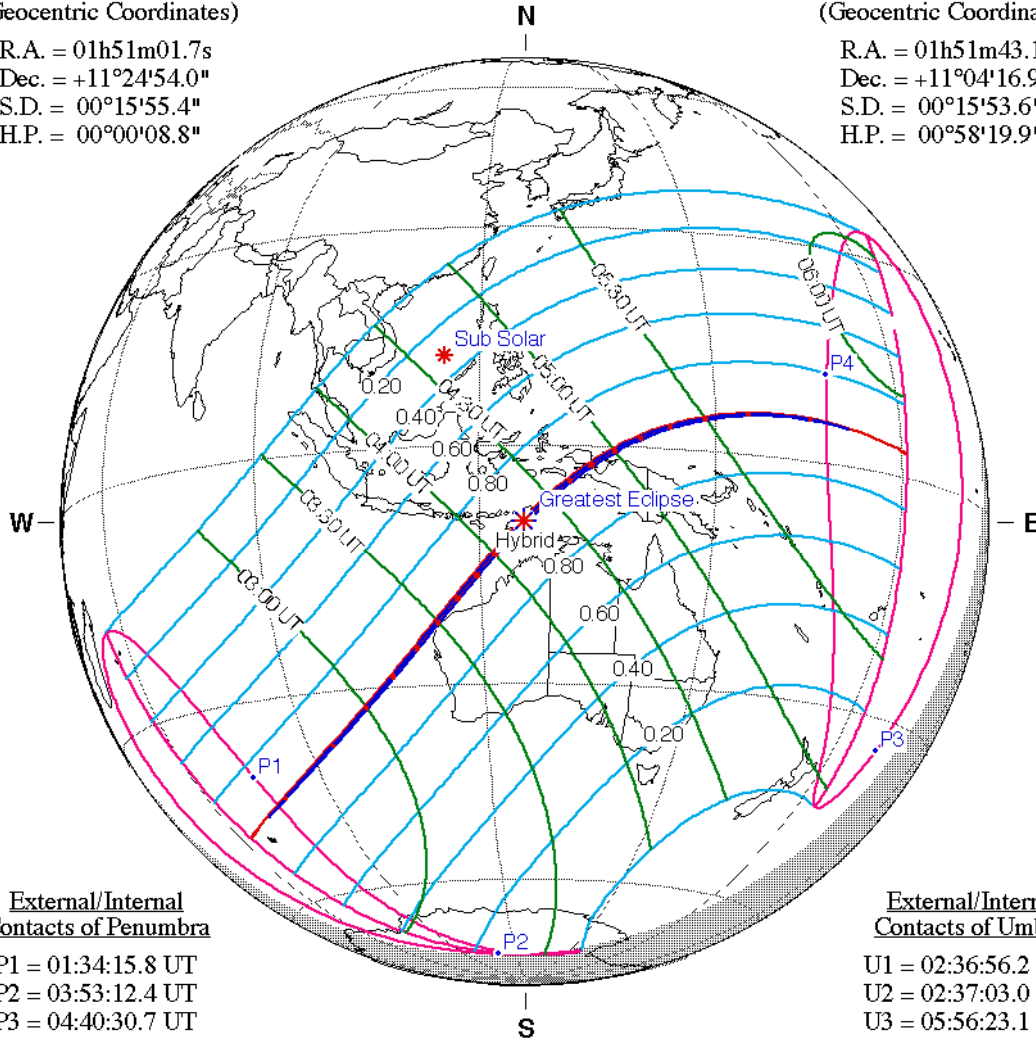 Geocentric Coordinates)
R.A. = 01h51m01.7s
Dec. = +11°24'54.0"
S.D. = 00°15'55.4"
H.P. = 00°00'08.8"
N
(Geocentric Coordina
R.A. = 01h51m43.1
Dec. = +11°04'16.9
S.D. = 00°15'53.6
H.P. = 00°58'19.9
05:30 UT
06:00 UT
Sub Solar
05:00 UT
P4
0.20
04:30 UT
0.40
04:00 UT
0.60
0.80
Greatest Eclipse
03:30 UT
W
E
Hybrid
0.80
03:00 UT
0.60
0.40
0.20
P3
P1
P2
S
External/Internal
Contacts of Penumbra
P1 = 01:34:15.8 UT
P2 = 03:53:12.4 UT
P3 = 04:40:30.7 UT
External/Intern
Contacts of Um
U1 = 02:36:56.2
U2 = 02:37:03.0
U3 = 05:56:23.1